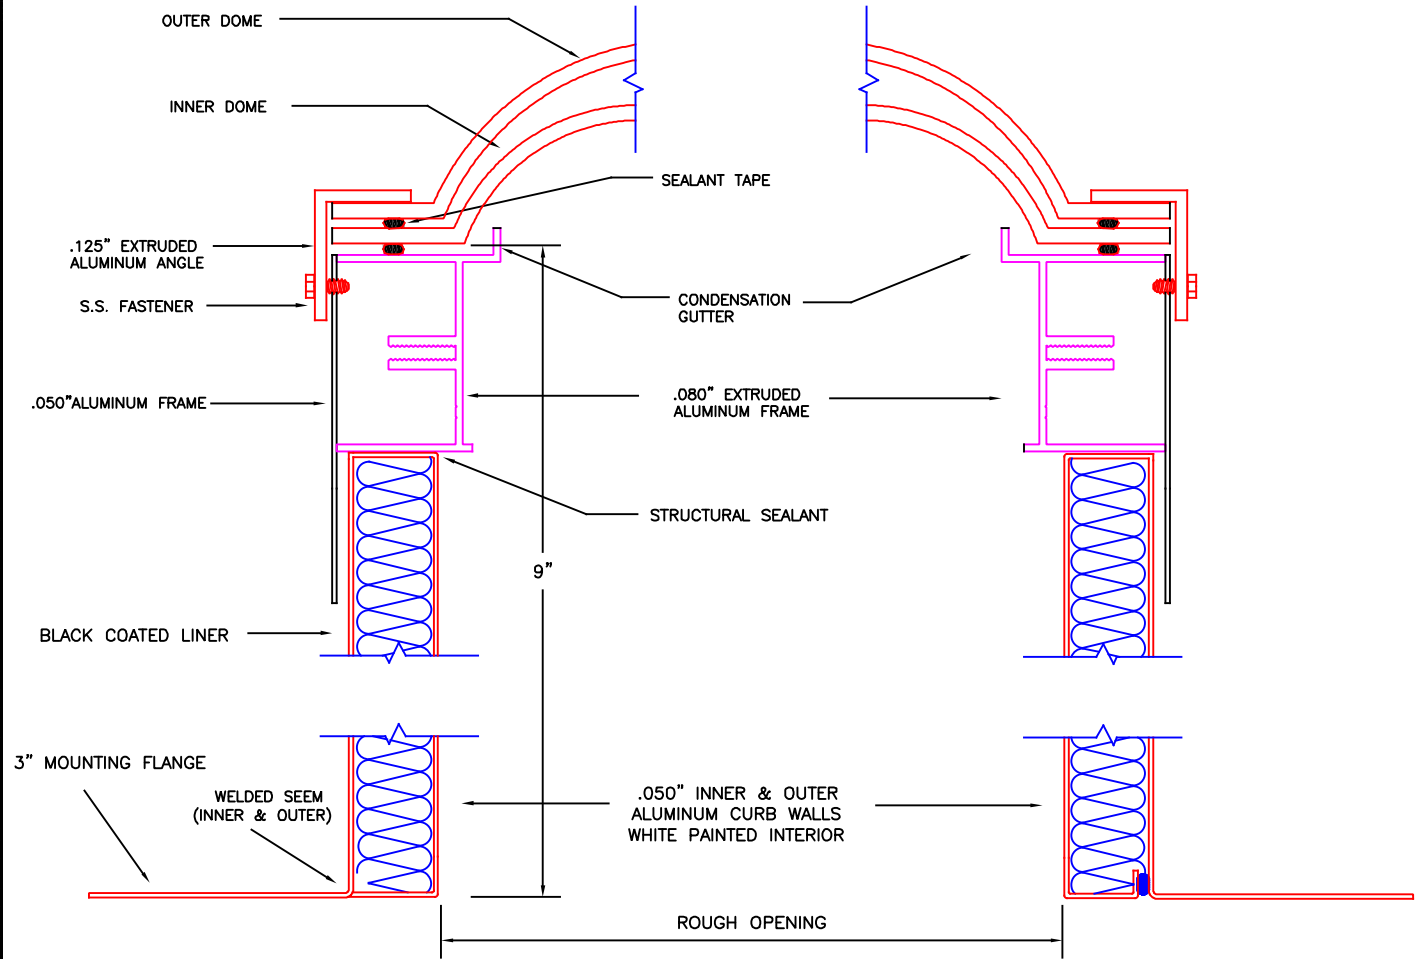 OUTER DOME
INNER DOME
SEALANT TAPE
.125" EXTRUDED
ALUMINUM ANGLE
S.S. FASTENER
CONDENSATION
GUTTER
.050"ALUMINUM FRAME
.080" EXTRUDED
ALUMINUM FRAME
STRUCTURAL SEALANT
9"
BLACK COATED LINER
3" MOUNTING FLANGE
WELDED SEEM
(INNER & OUTER)
.050" INNER & OUTER
ALUMINUM CURB WALLS
WHITE PAINTED INTERIOR
ROUGH OPENING